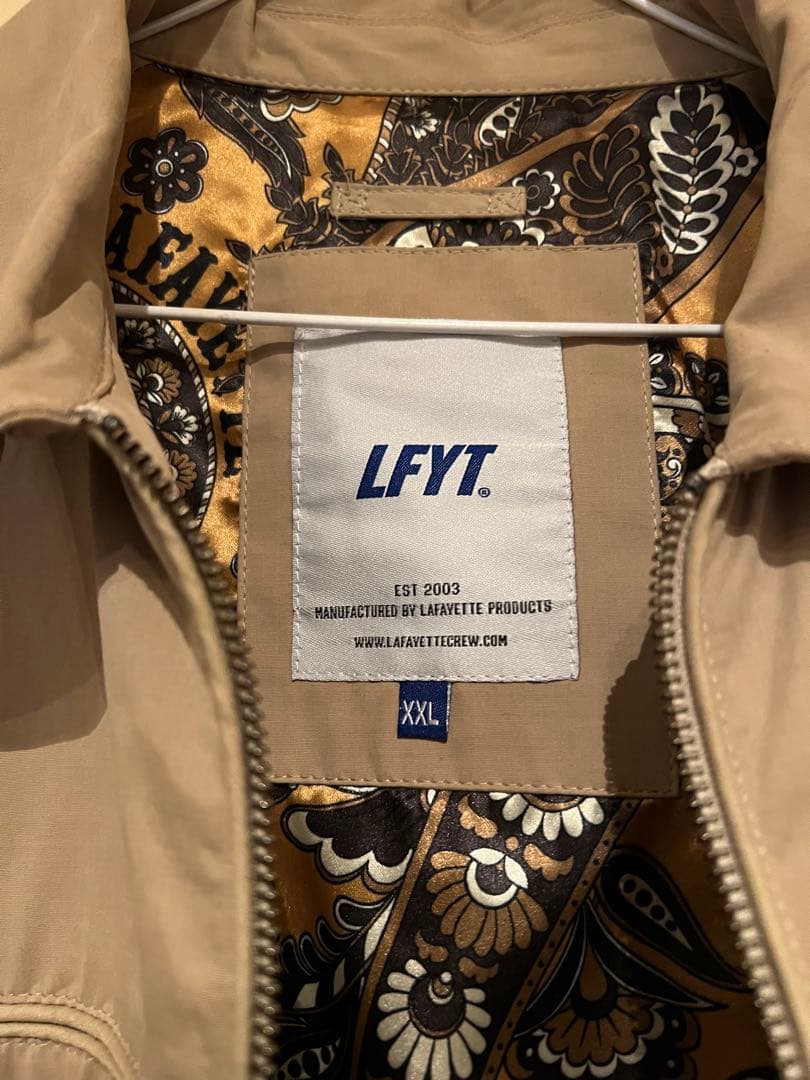 LFYT®
EST 2003
MANUFACTURED BY LAFAYETTE PRODUCTS
WWW.LAFAYETTECREW.COM
XXL